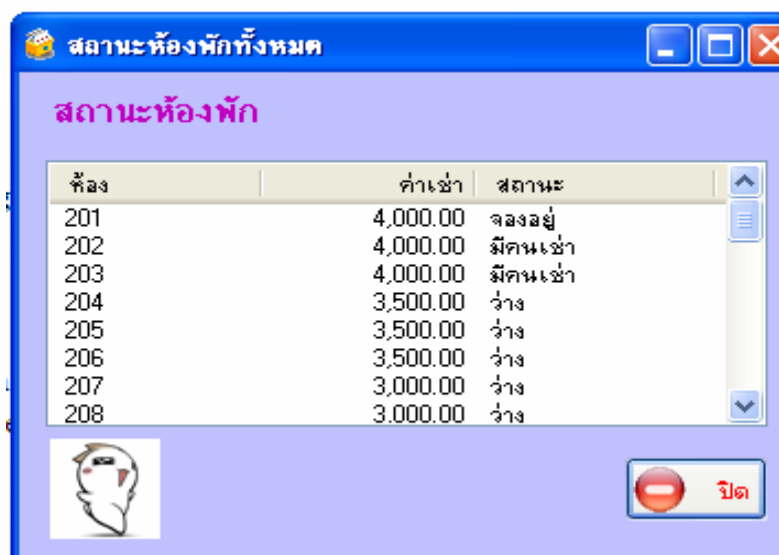 สถานะห้องพักทั้งหมด
สถานะห้องพัก
ห้อง ค่าเช่า สถานะ
201 4,000.00 จองอยู่
202 4,000.00 มีคนเช่า
203 4,000.00 มีคนเช่า
204 3,500.00 ว่าง
205 3,500.00 ว่าง
206 3,500.00 ว่าง
207 3,000.00 ว่าง
208 3,000.00 ว่าง
ปิด